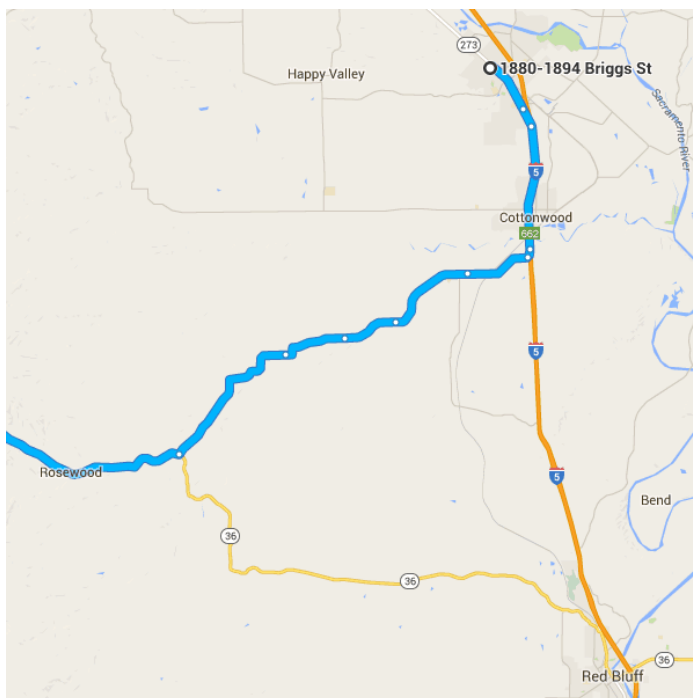 273
1880-1894 Briggs St
Happy Valley
Sacramento River
5
Cottonwood
662
5
Rosewood
5
Bend
36
36
36
Red Bluff